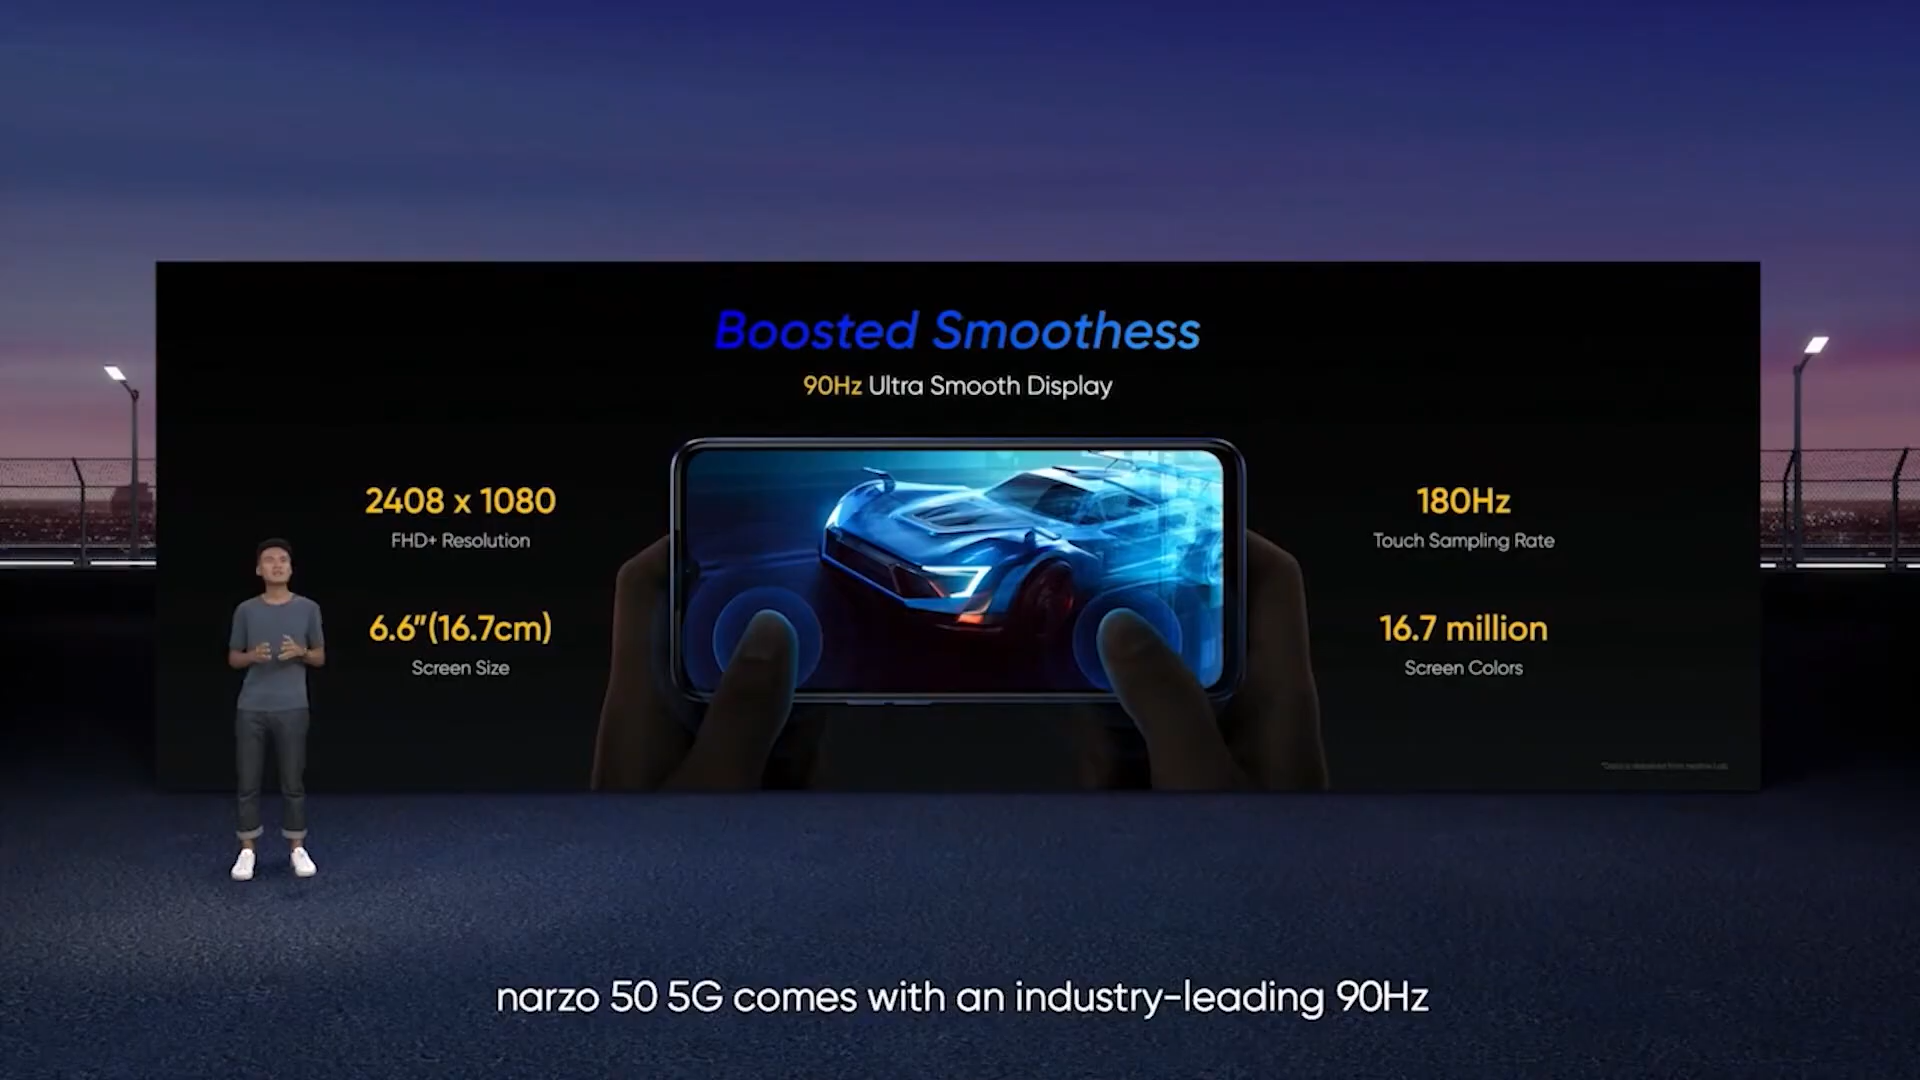 Boosted Smoothess
90Hz Ultra Smooth Display
2408 x 1080
FHD+ Resolution
6.6"(16.7cm)
Screen Size
180Hz
Touch Sampling Rate
16.7 million
Screen Colors
narzo 50 5G comes with an industry-leading 90Hz